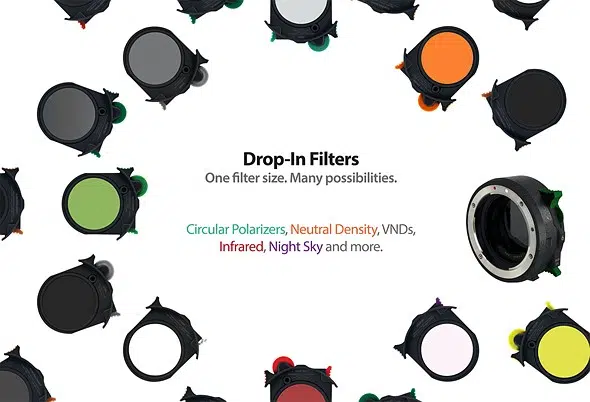 Drop-In Filters
One filter size. Many possibilities.
Circular Polarizers, Neutral Density, VNDs,
Infrared, Night Sky and more.